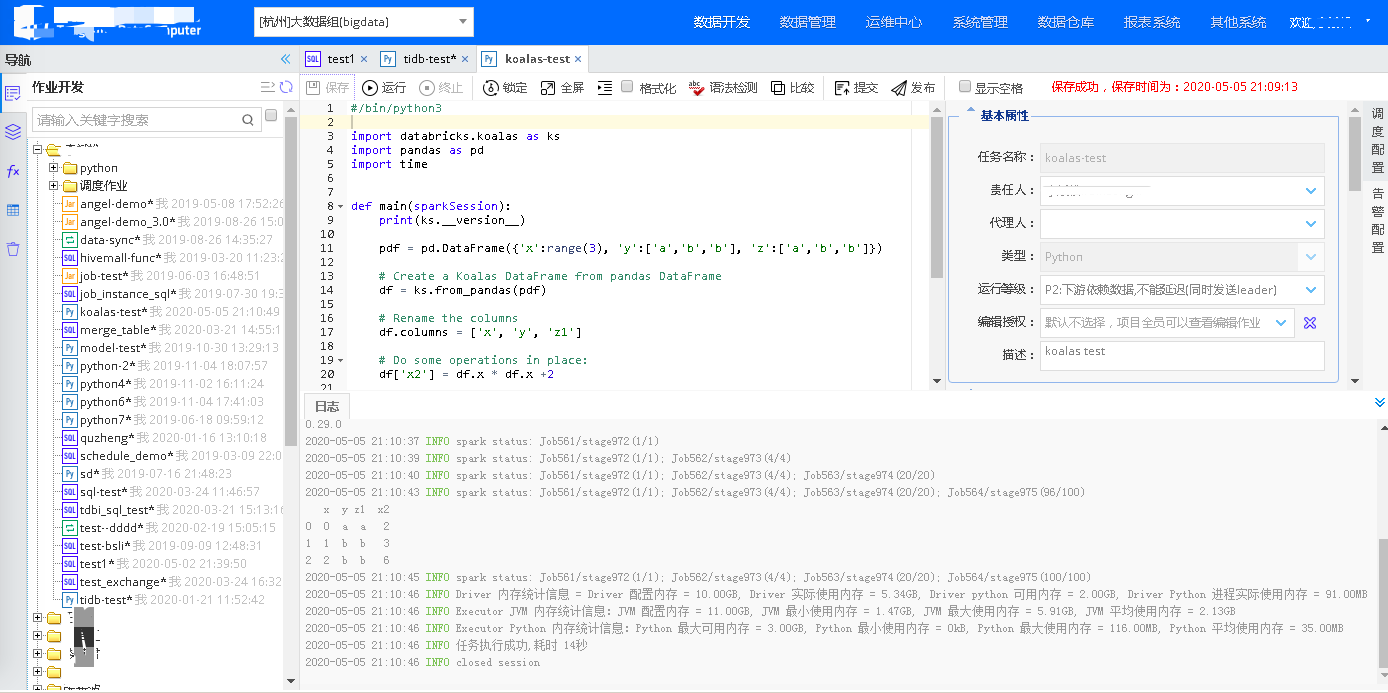 Computer
[杭州]大数据组(bigdata)
数据开发 数据管理 运维中心 系统管理 数据仓库 报表系统 其他系统 欢迎,
导航
test1 × tidb-test* × koalas-test ×
作业开发
保存 运行 终止 锁定 全屏 格式化 语法检测 比较 提交 发布 显示空格 保存成功，保存时间为：2020-05-05 21:09:13
请输入关键字搜索
python
调度作业
angel-demo* 我 2019-05-08 17:52:26
angel-demo_3.0* 我 2019-08-26 15:0
data-sync* 我 2019-08-26 14:35:27
hivemall-func* 我 2019-03-20 11:23:2
job-test* 我 2019-06-03 16:48:51
job_instance_sql* 我 2019-07-30 19:3
koalas-test* 我 2020-05-05 21:10:49
merge_table* 我 2020-03-21 14:55:1
model-test* 我 2019-10-30 13:29:13
python-2* 我 2019-11-04 18:07:57
python4* 我 2019-11-02 16:11:24
python6* 我 2019-11-04 17:41:03
python7* 我 2019-06-18 09:59:12
quzheng* 我 2020-01-16 13:10:18
schedule_demo* 我 2019-03-09 22:0
sd* 我 2019-07-16 21:48:23
sql-test* 我 2020-03-24 11:46:57
tdbi_sql_test* 我 2020-03-21 15:13:16
test--dddd* 我 2020-02-19 15:05:15
test-bsli* 我 2019-09-09 12:48:31
test1* 我 2020-05-02 21:39:50
test_exchange* 我 2020-03-24 16:32
tidb-test* 我 2020-01-21 11:52:42
1 #/bin/python3
2
3 import databricks.koalas as ks
4 import pandas as pd
5 import time
6
7
8 def main(sparkSession):
9 print(ks.__version__)
10
11 pdf = pd.DataFrame({'x':range(3), 'y':['a','b','b'], 'z':['a','b','b']})
12
13 # Create a Koalas DataFrame from pandas DataFrame
14 df = ks.from_pandas(pdf)
15
16 # Rename the columns
17 df.columns = ['x', 'y', 'z1']
18
19 # Do some operations in place:
20 df['x2'] = df.x * df.x +2
21
基本属性
任务名称： koalas-test
责任人：
代理人：
类型： Python
运行等级： P2:下游依赖数据,不能延迟(同时发送leader)
编辑授权： 默认不选择，项目全员可以查看编辑作业
描述： koalas test
调度配置
告警配置
日志
0.29.0
2020-05-05 21:10:37 INFO spark status: Job561/stage972(1/1)
2020-05-05 21:10:39 INFO spark status: Job561/stage972(1/1); Job562/stage973(4/4)
2020-05-05 21:10:40 INFO spark status: Job561/stage972(1/1); Job562/stage973(4/4); Job563/stage974(20/20)
2020-05-05 21:10:43 INFO spark status: Job561/stage972(1/1); Job562/stage973(4/4); Job563/stage974(20/20); Job564/stage975(96/100)
x y z1 x2
0 0 a a 2
1 1 b b 3
2 2 b b 6
2020-05-05 21:10:45 INFO spark status: Job561/stage972(1/1); Job562/stage973(4/4); Job563/stage974(20/20); Job564/stage975(100/100)
2020-05-05 21:10:46 INFO Driver 内存统计信息 = Driver 配置内存 = 10.00GB, Driver 实际使用内存 = 5.34GB, Driver python 可用内存 = 2.00GB, Driver Python 进程实际使用内存 = 91.00MB
2020-05-05 21:10:46 INFO Executor JVM 内存统计信息: JVM 配置内存 = 11.00GB, JVM 最小使用内存 = 1.47GB, JVM 最大使用内存 = 5.91GB, JVM 平均使用内存 = 2.13GB
2020-05-05 21:10:46 INFO Executor Python 内存统计信息: Python 最大可用内存 = 3.00GB, Python 最小使用内存 = 0kB, Python 最大使用内存 = 116.00MB, Python 平均使用内存 = 35.00MB
2020-05-05 21:10:46 INFO 任务执行成功,耗时 14秒
2020-05-05 21:10:46 INFO closed session